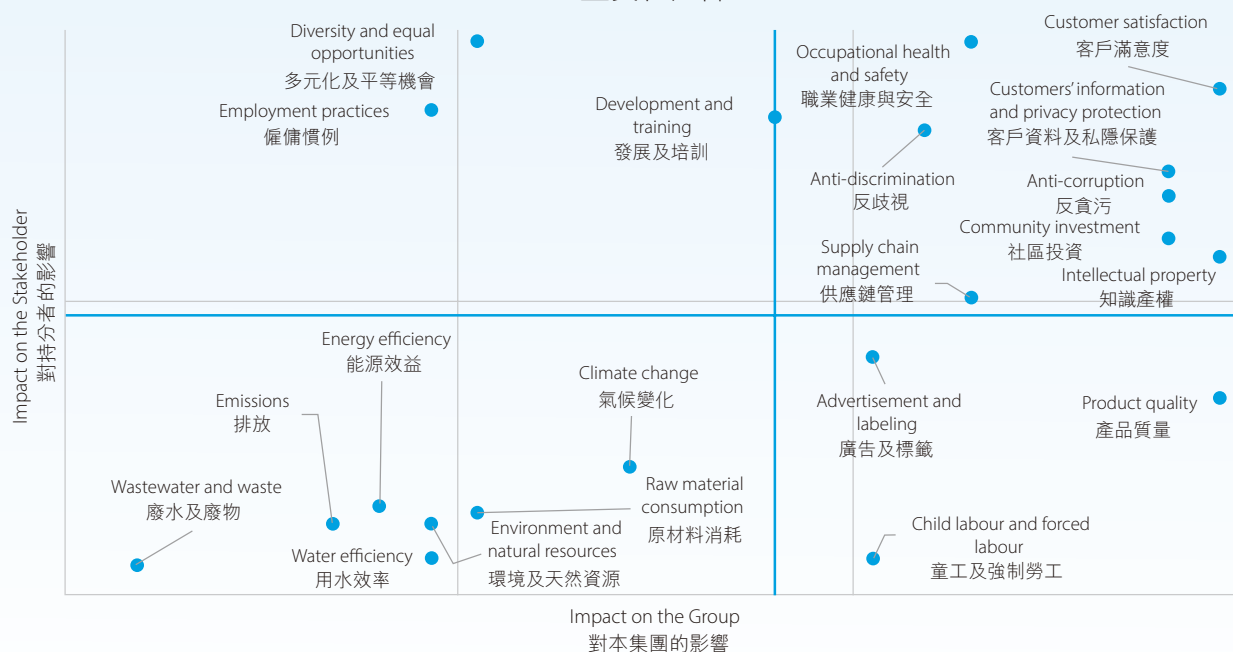 Diversity and equal
opportunities
多元化及平等機會
Employment practices
僱傭慣例
Development and
training
發展及培訓
Occupational health
and safety
職業健康與安全
Customer satisfaction
客戶滿意度
Customers' information
and privacy protection
客戶資料及私隱保護
Anti-discrimination
反歧視
Anti-corruption
反貪污
Community investment
社區投資
Supply chain
management
供應鏈管理
Intellectual property
知識產權
Impact on the Stakeholder
對持分者的影響
Energy efficiency
能源效益
Emissions
排放
Climate change
氣候變化
Advertisement and
labeling
廣告及標籤
Product quality
產品質量
Wastewater and waste
廢水及廢物
Raw material
consumption
原材料消耗
Environment and
natural resources
環境及天然資源
Water efficiency
用水效率
Child labour and forced
labour
童工及強制勞工
Impact on the Group
對本集團的影響